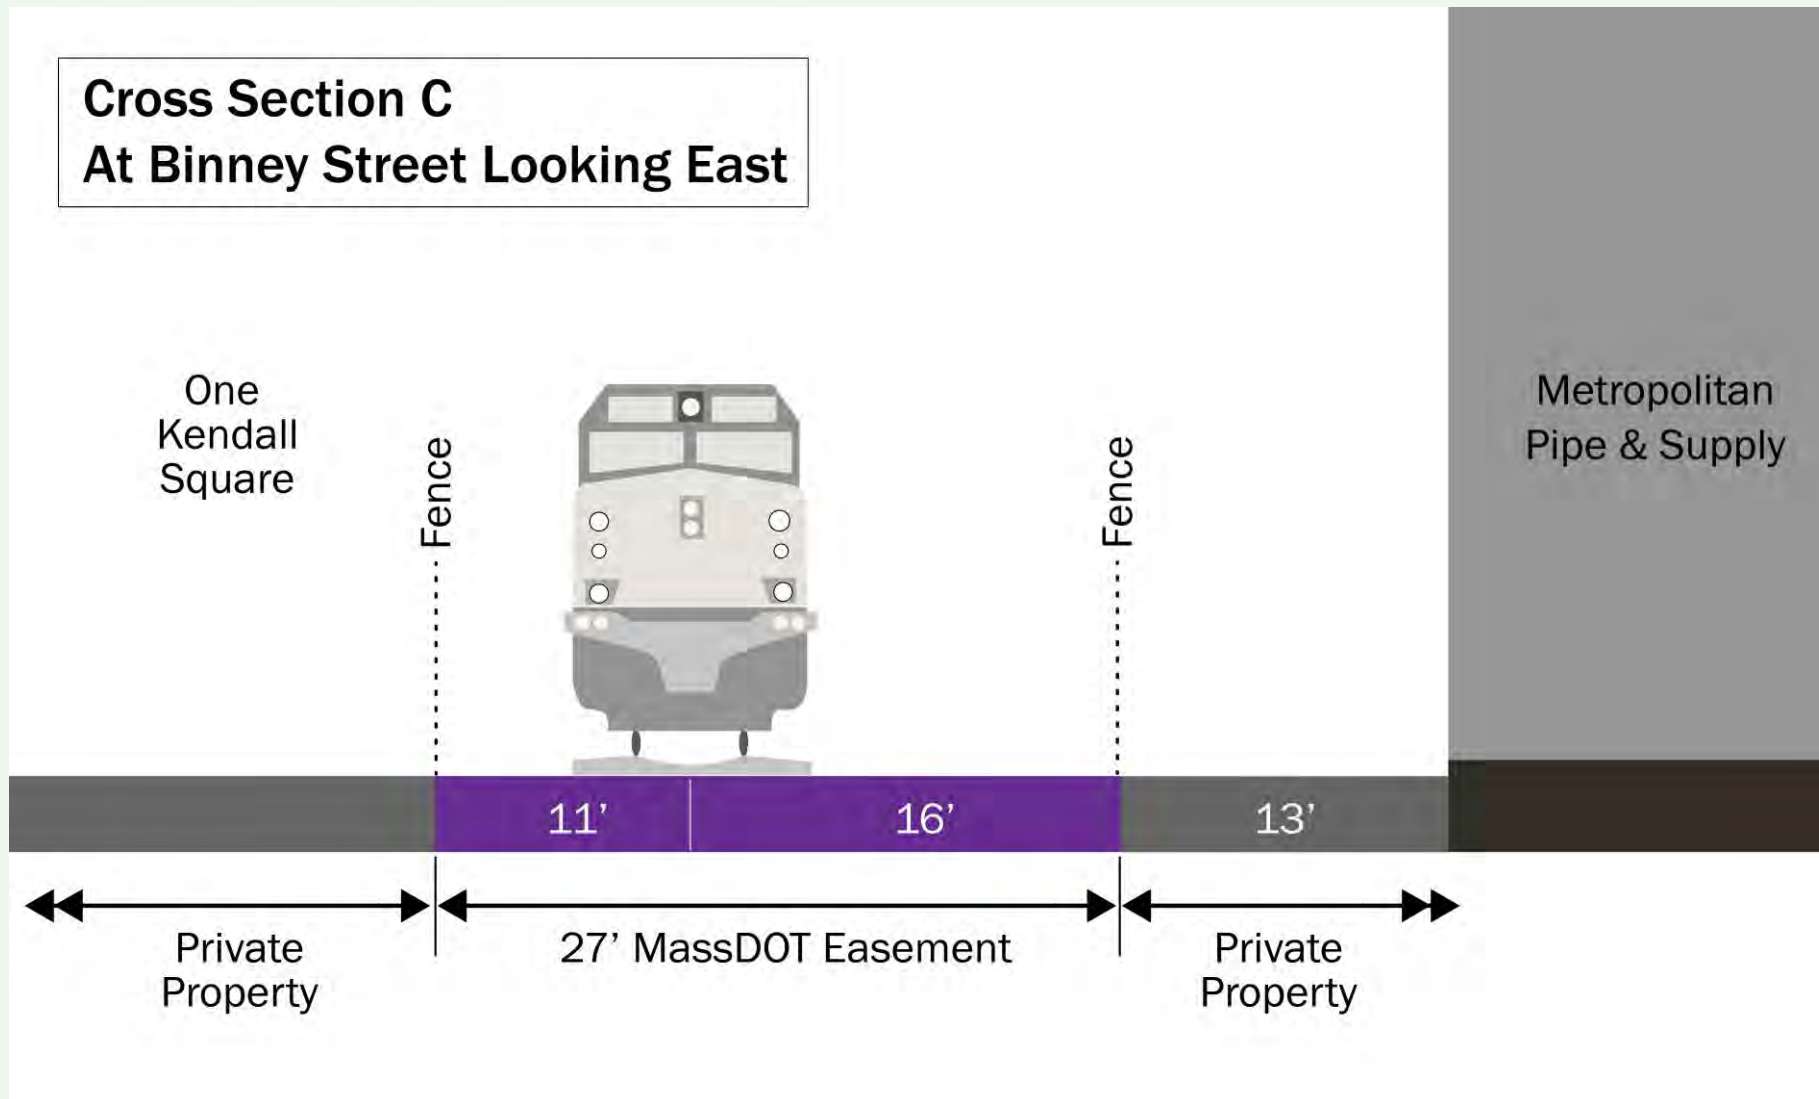 Cross Section C
At Binney Street Looking East
One
Kendall
Square
Fence
Fence
Metropolitan
Pipe & Supply
11’
16’
13’
Private
Property
27’ MassDOT Easement
Private
Property